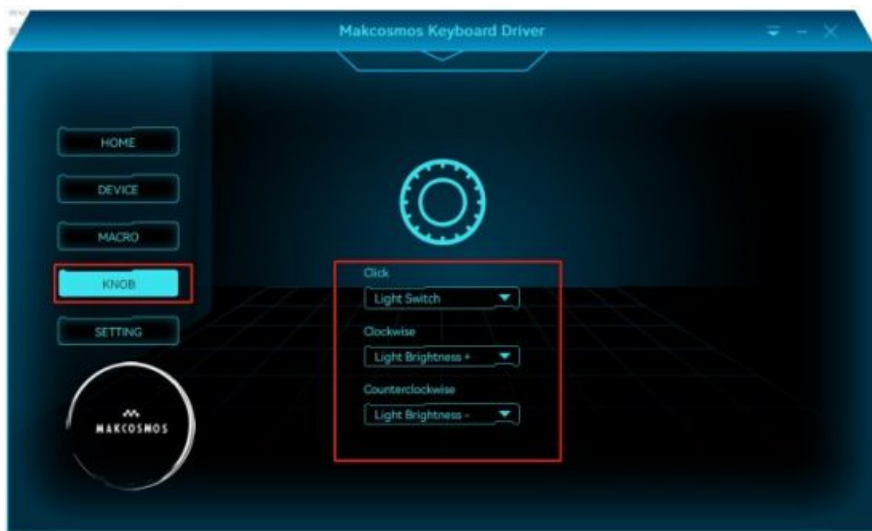 Makcosmos Keyboard Driver
HOME
DEVICE
MACRO
KNOB
SETTING
MAKCOSMOS
Click
Light Switch
Clockwise
Light Brightness +
Counterclockwise
Light Brightness -